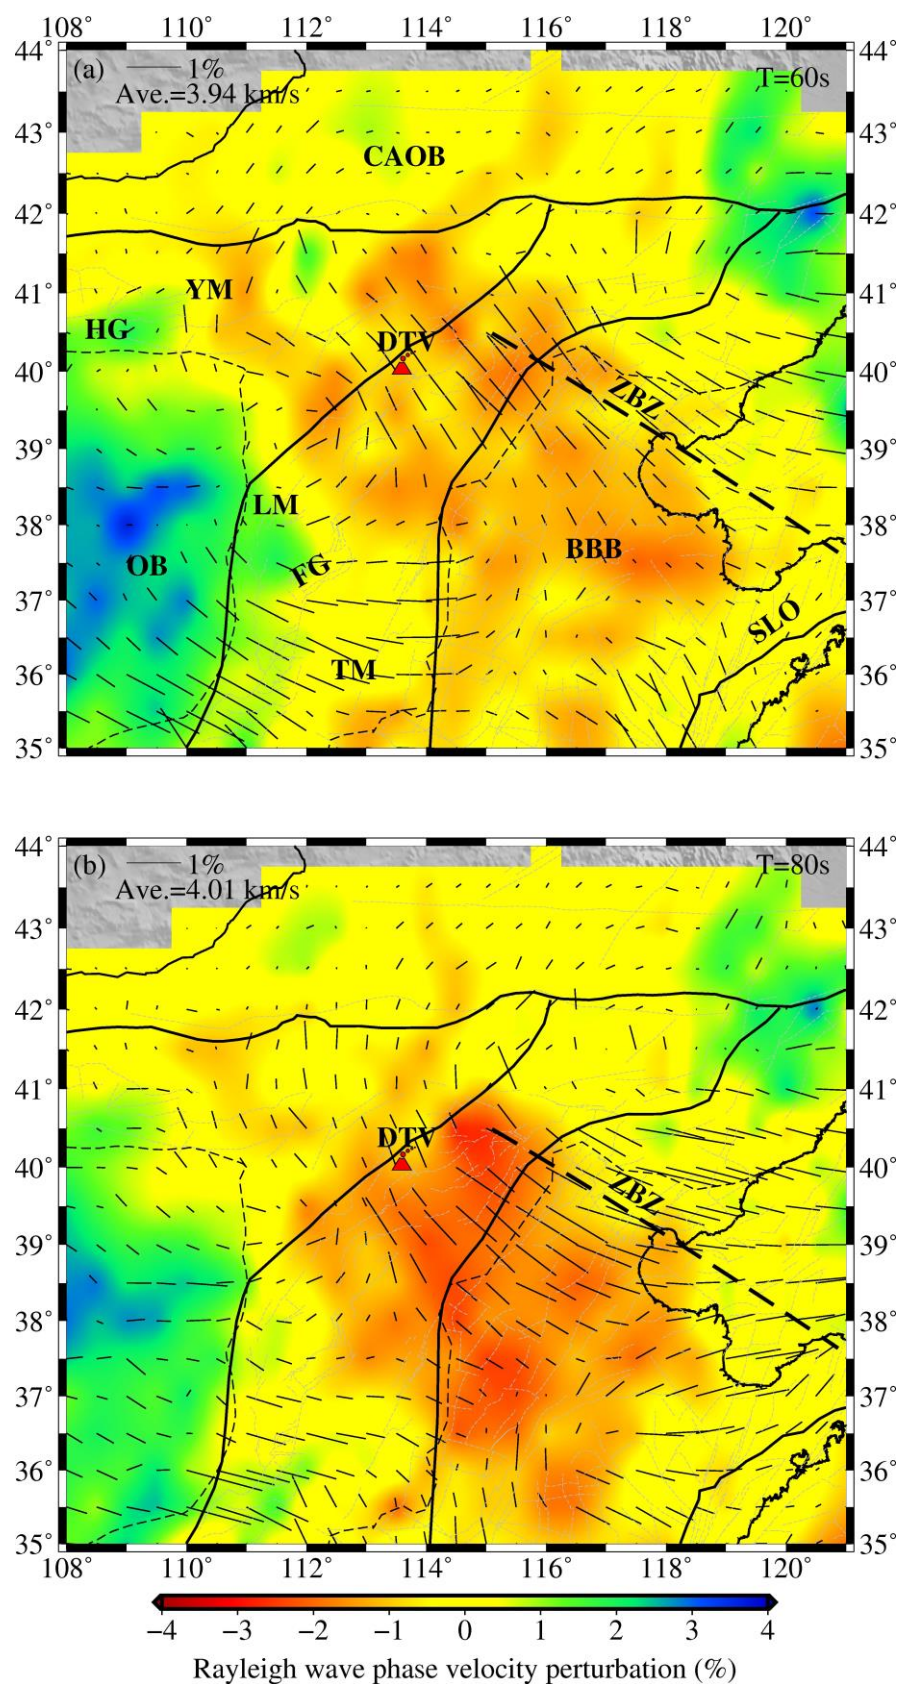 108° 110° 112° 114° 116° 118° 120°
44° 44°
(a) 1% T=60s
Ave.=3.94 km/s
43° 43°
CAOB
42° 42°
YM
41° 41°
HG
DTV
40° 40°
ZBZ
39° 39°
LM
38° 38°
OB FG BBB
37° 37°
SLO
36° TM 36°
35° 35°
44° 44°
(b) 1% T=80s
Ave.=4.01 km/s
43° 43°
42° 42°
41° 41°
DTV
40° 40°
ZBZ
39° 39°
38° 38°
37° 37°
36° 36°
35° 35°
108° 110° 112° 114° 116° 118° 120°
−4 −3 −2 −1 0 1 2 3 4
Rayleigh wave phase velocity perturbation (%)